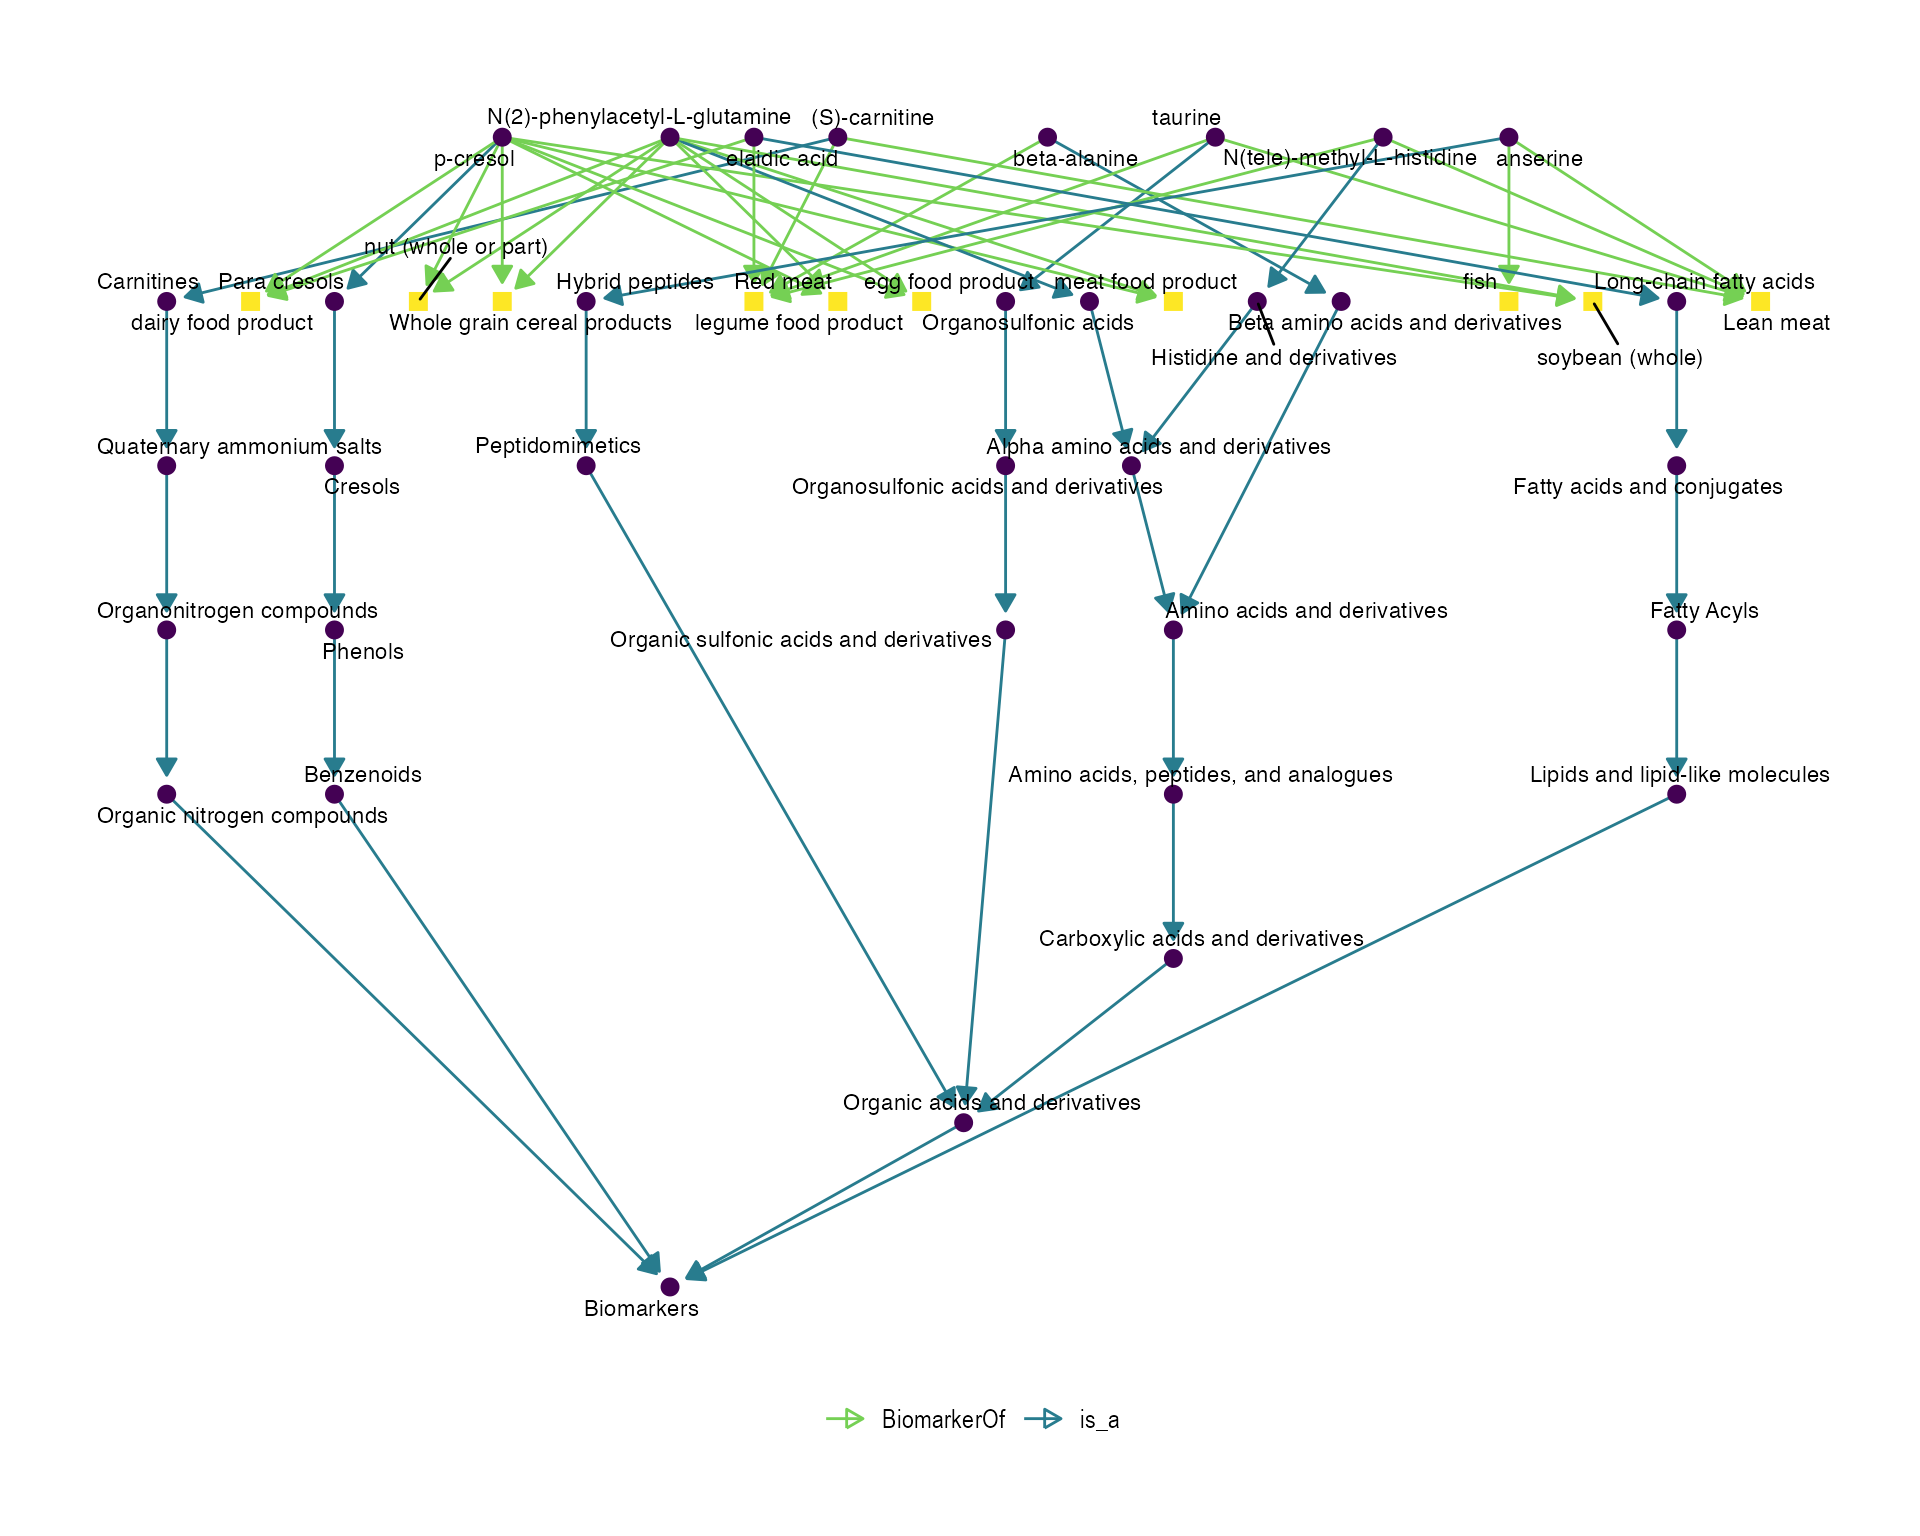 N(2)-phenylacetyl-L-glutamine
(S)-carnitine
taurine
p-cresol
elaidic acid
beta-alanine
N(tele)-methyl-L-histidine
anserine
nut (whole or part)
Carnitines
Para cresols
Hybrid peptides
Red meat
egg food product
meat food product
fish
Long-chain fatty acids
dairy food product
Whole grain cereal products
legume food product
Organosulfonic acids
Beta amino acids and derivatives
Lean meat
Histidine and derivatives
soybean (whole)
Quaternary ammonium salts
Peptidomimetics
Alpha amino acids and derivatives
Cresols
Organosulfonic acids and derivatives
Fatty acids and conjugates
Organonitrogen compounds
Amino acids and derivatives
Fatty Acyls
Phenols
Organic sulfonic acids and derivatives
Benzenoids
Amino acids, peptides, and analogues
Lipids and lipid-like molecules
Organic nitrogen compounds
Carboxylic acids and derivatives
Organic acids and derivatives
Biomarkers
BiomarkerOf
is_a